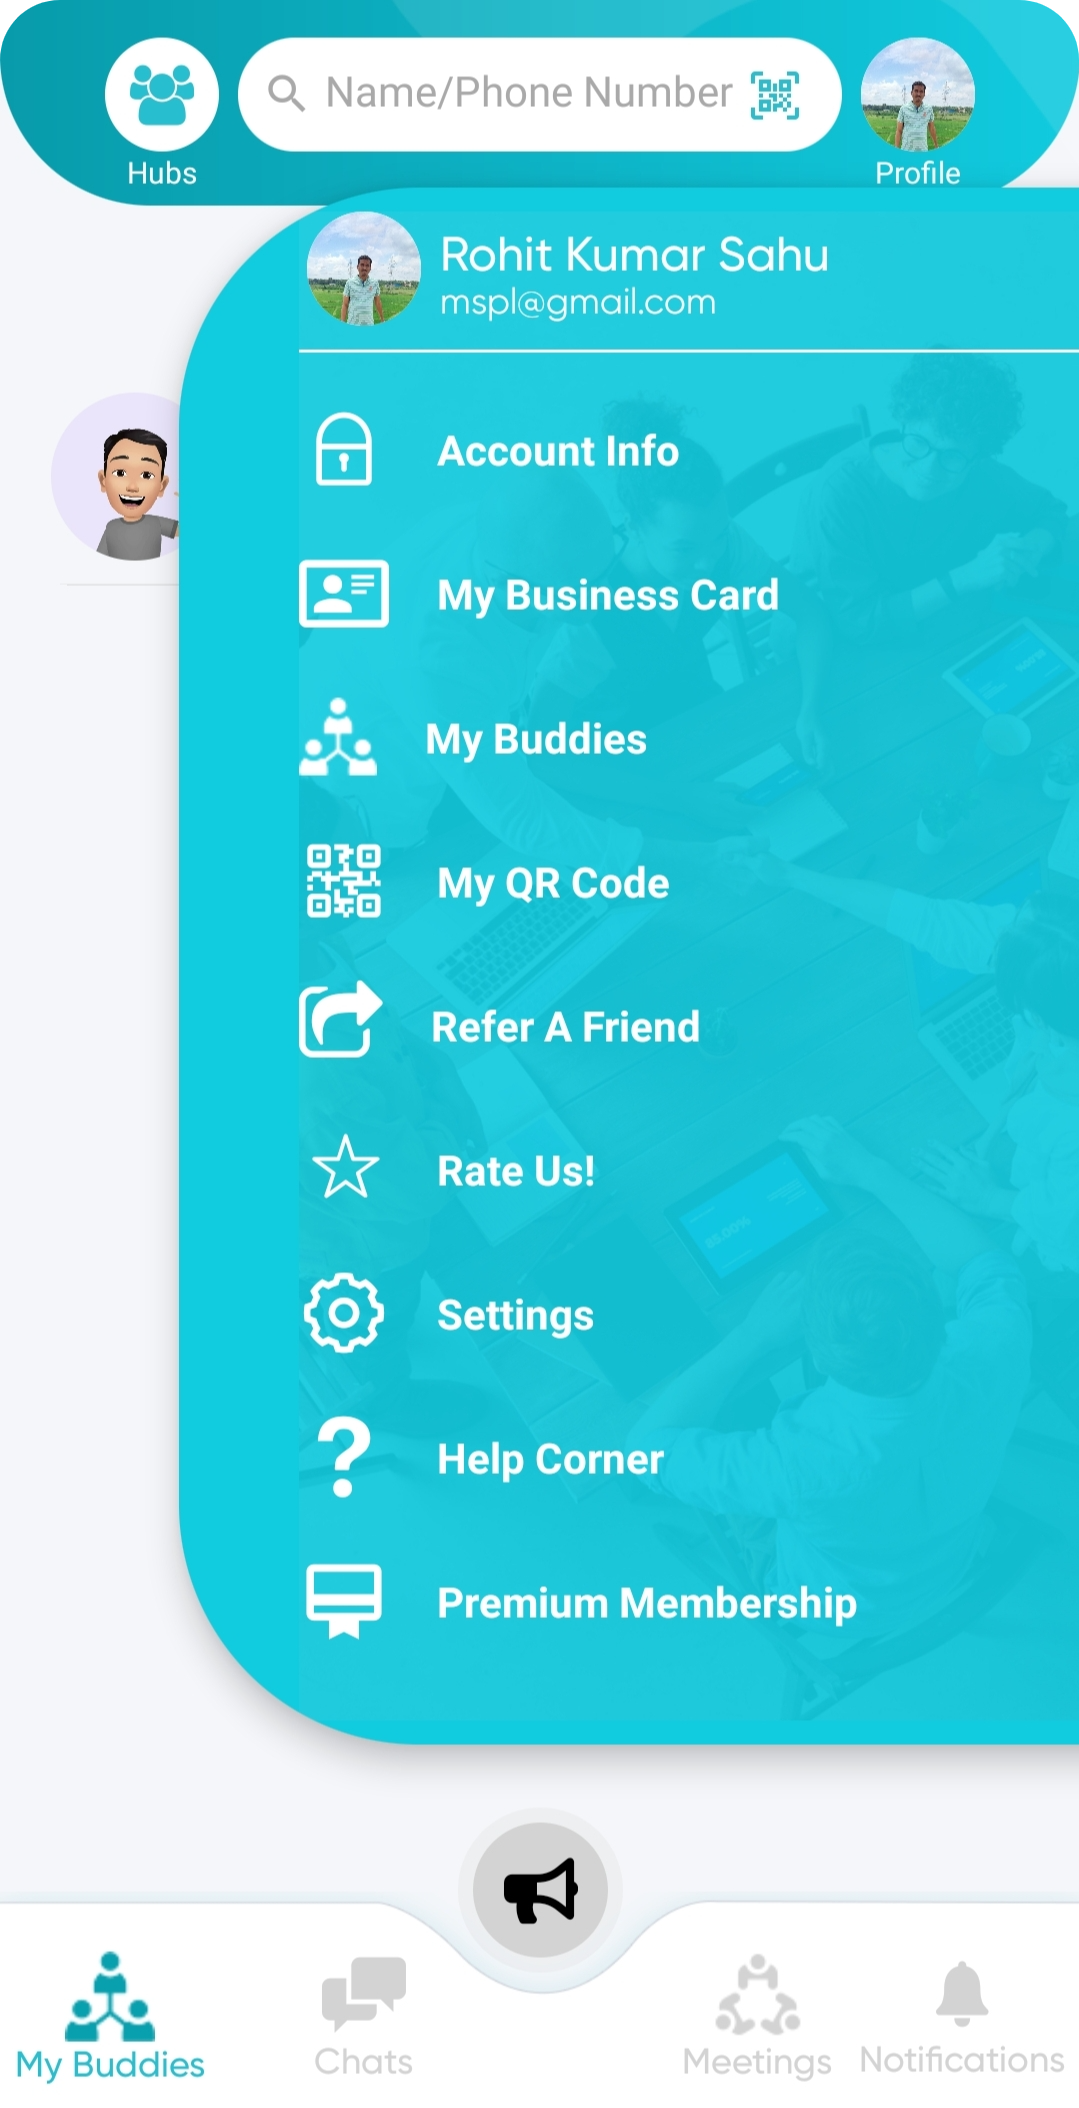 Name/Phone Number
Hubs
Profile
Rohit Kumar Sahu
mspl@gmail.com
Account Info
My Business Card
My Buddies
My QR Code
Refer A Friend
Rate Us!
Settings
Help Corner
Premium Membership
My Buddies
Chats
Meetings
Notifications